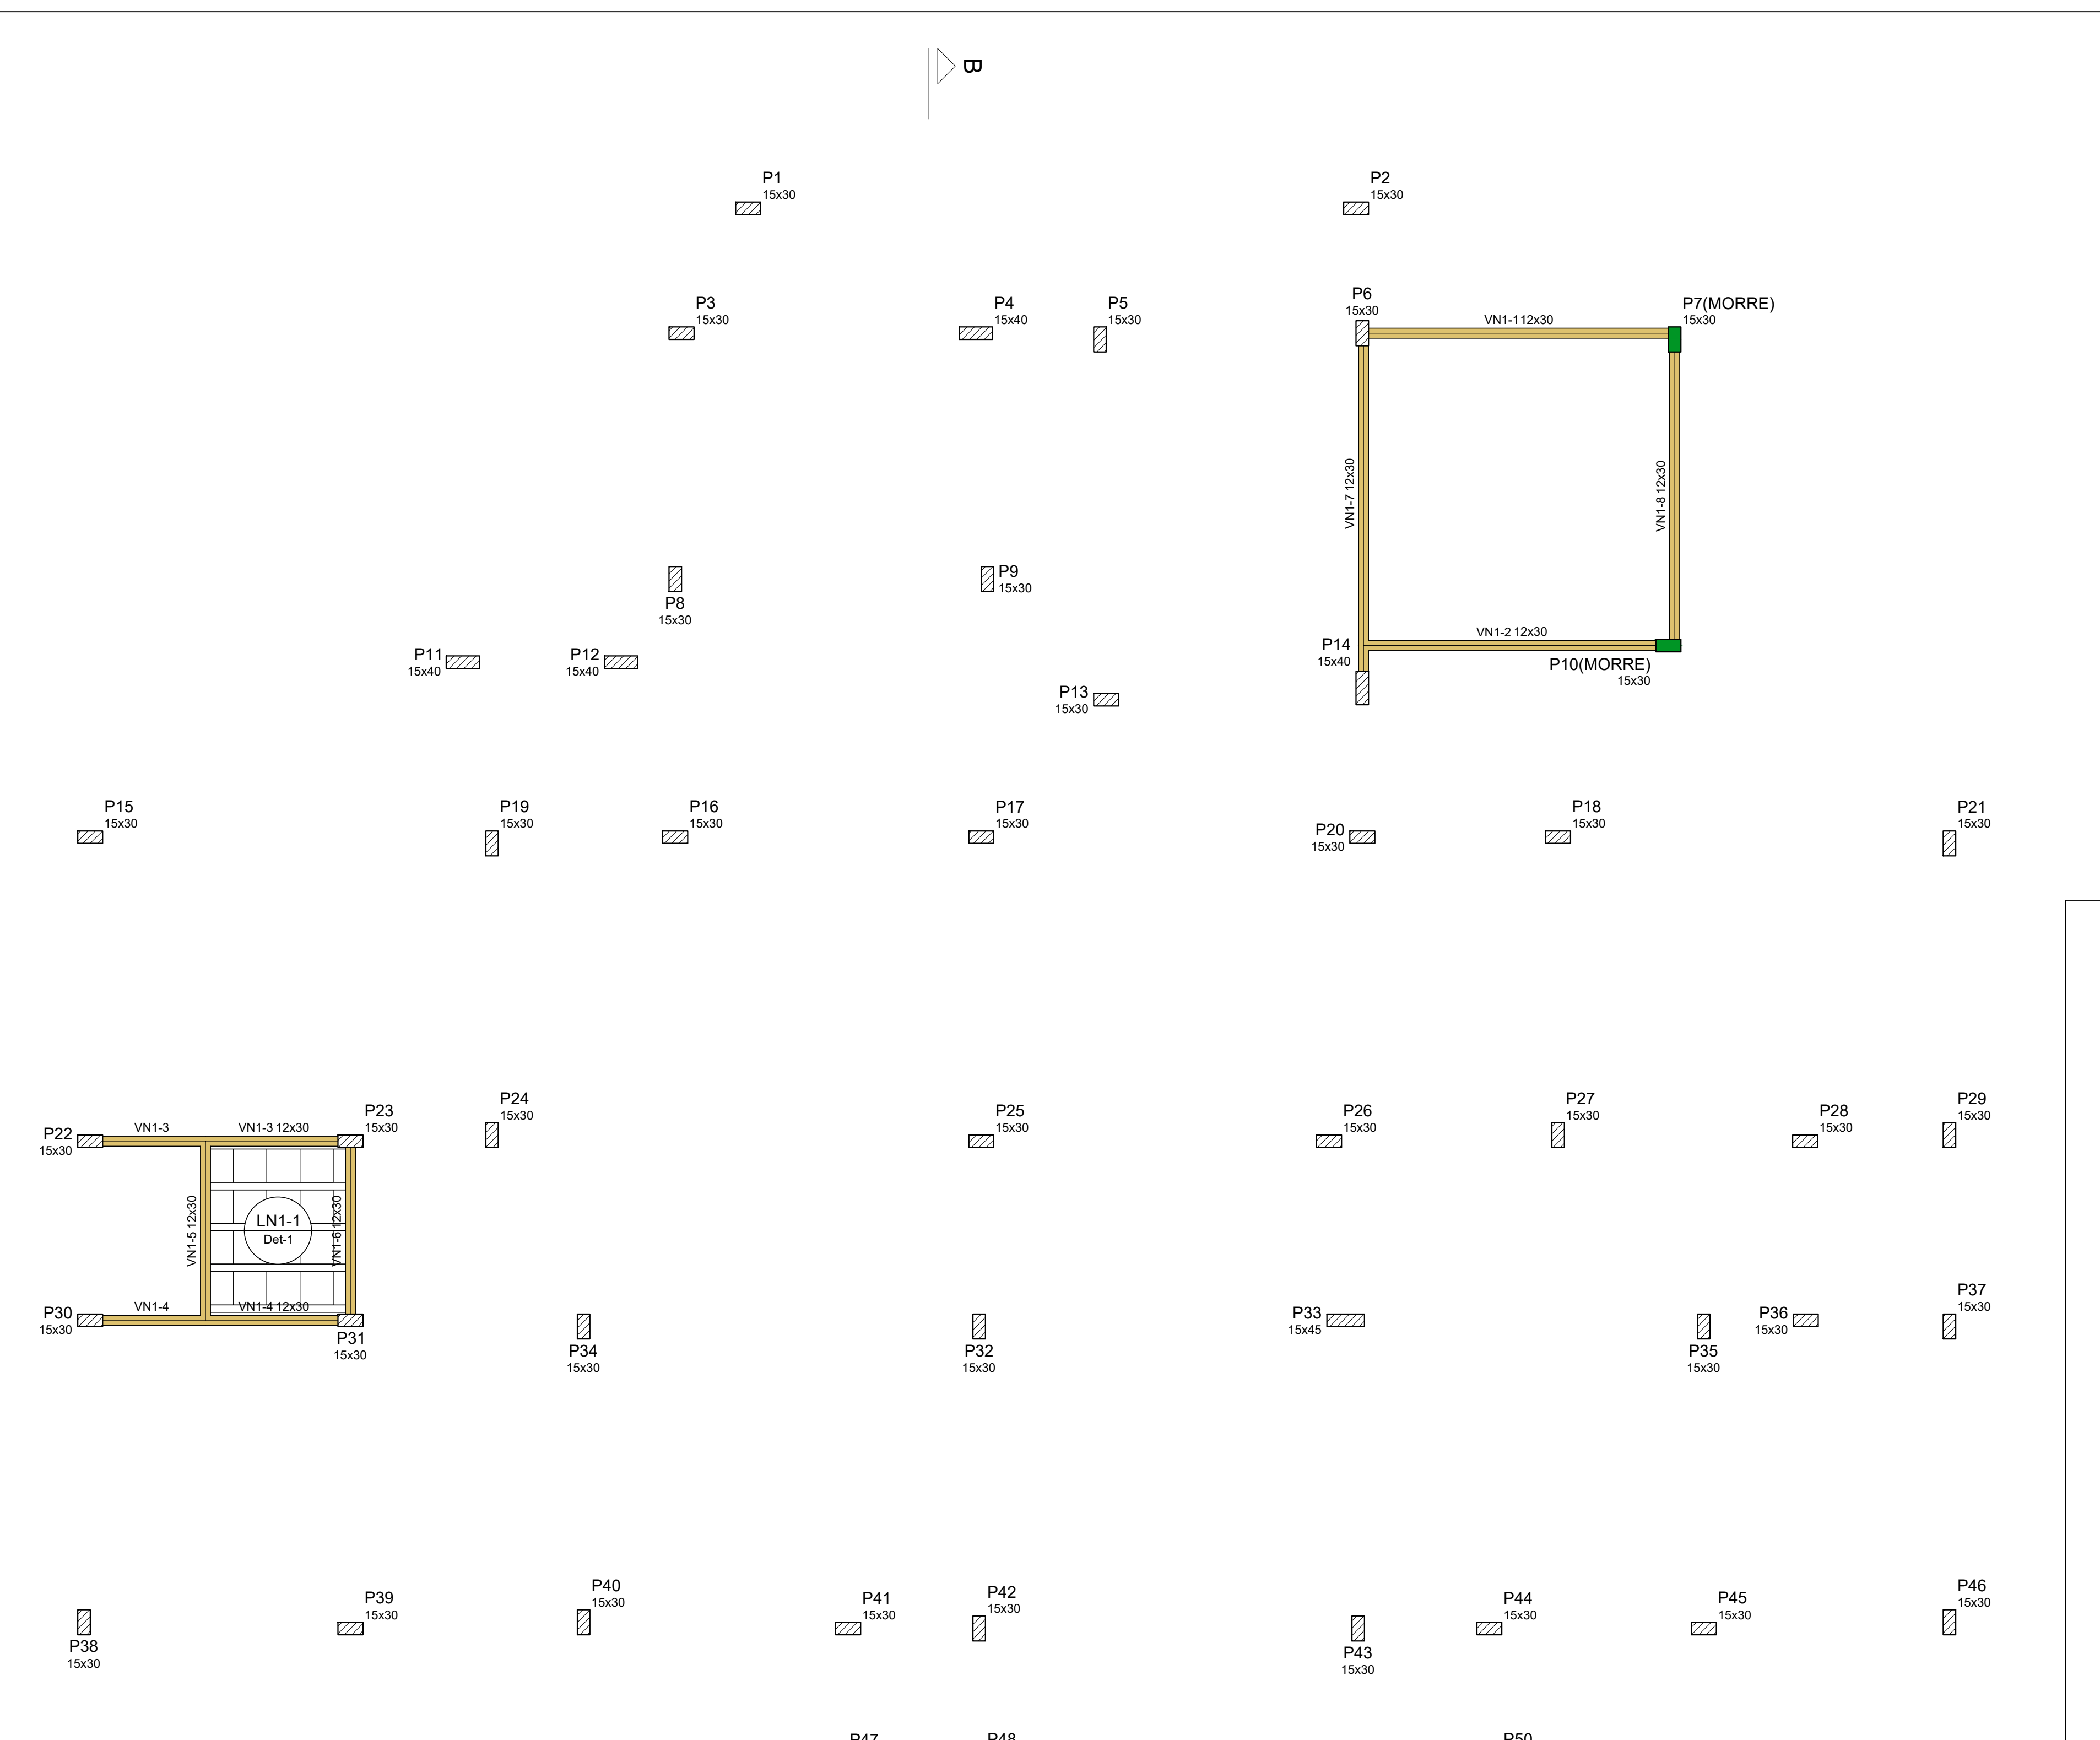 B
P1
15x30
P2
15x30
P3
15x30
P4
15x40
P5
15x30
P6
15x30
VN1-1 12x30
P7(MORRE)
15x30
VN1-7 12x30
VN1-8 12x30
P8
15x30
P9
15x30
P11
15x40
P12
15x40
P13
15x30
P14
15x40
VN1-2 12x30
P10(MORRE)
15x30
P15
15x30
P19
15x30
P16
15x30
P17
15x30
P20
15x30
P18
15x30
P21
15x30
P22
15x30
VN1-3
VN1-3 12x30
P23
15x30
P24
15x30
P25
15x30
P26
15x30
P27
15x30
P28
15x30
P29
15x30
VN1-5 12x30
LN1-1
Det-1
VN1-6 12x30
P30
15x30
VN1-4
VN1-4 12x30
P31
15x30
P34
15x30
P32
15x30
P33
15x45
P35
15x30
P36
15x30
P37
15x30
P38
15x30
P39
15x30
P40
15x30
P41
15x30
P42
15x30
P43
15x30
P44
15x30
P45
15x30
P46
15x30
P47
P48
P50